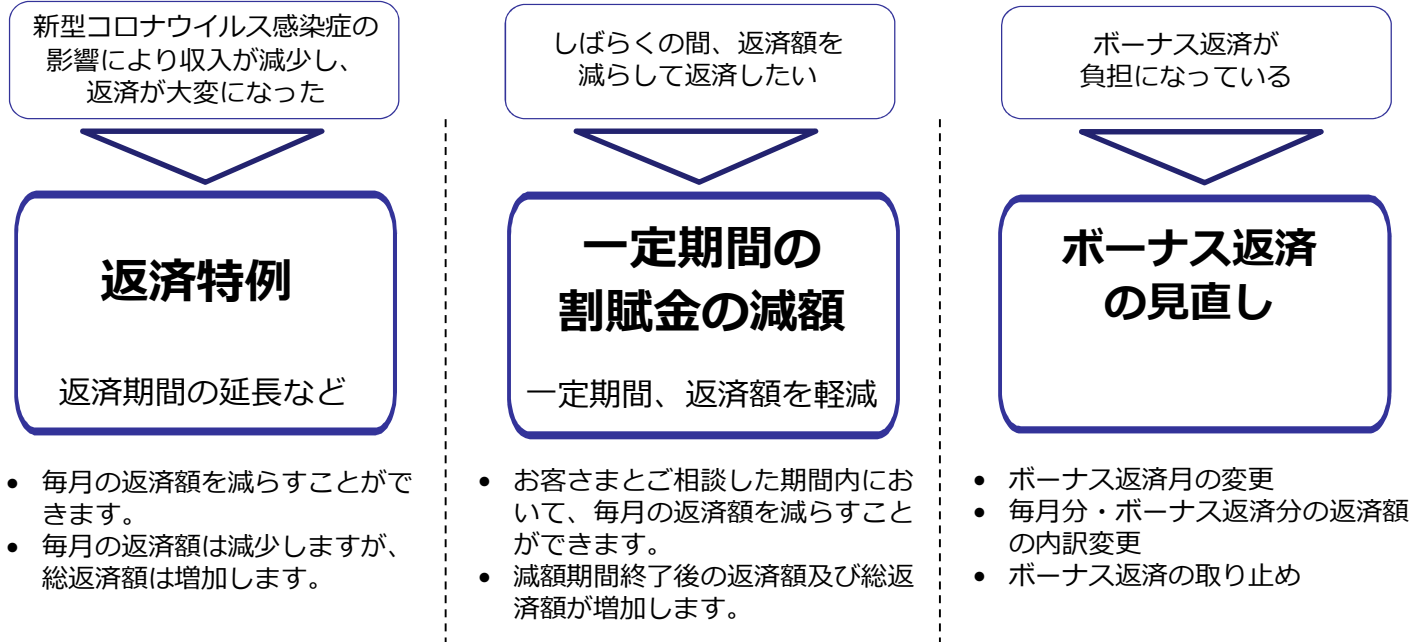 新型コロナウイルス感染症の
影響により収入が減少し、
返済が大変になった
返済特例
返済期間の延長など
• 毎月の返済額を減らすことがで
きます。
• 毎月の返済額は減少しますが、
総返済額は増加します。
しばらくの間、返済額を
減らして返済したい
一定期間の
割賦金の減額
一定期間、返済額を軽減
• お客さまとご相談した期間内にお
いて、毎月の返済額を減らすこと
ができます。
• 減額期間終了後の返済額及び総返
済額が増加します。
ボーナス返済が
負担になっている
ボーナス返済
の見直し
• ボーナス返済月の変更
• 毎月分・ボーナス返済分の返済額
の内訳変更
• ボーナス返済の取り止め